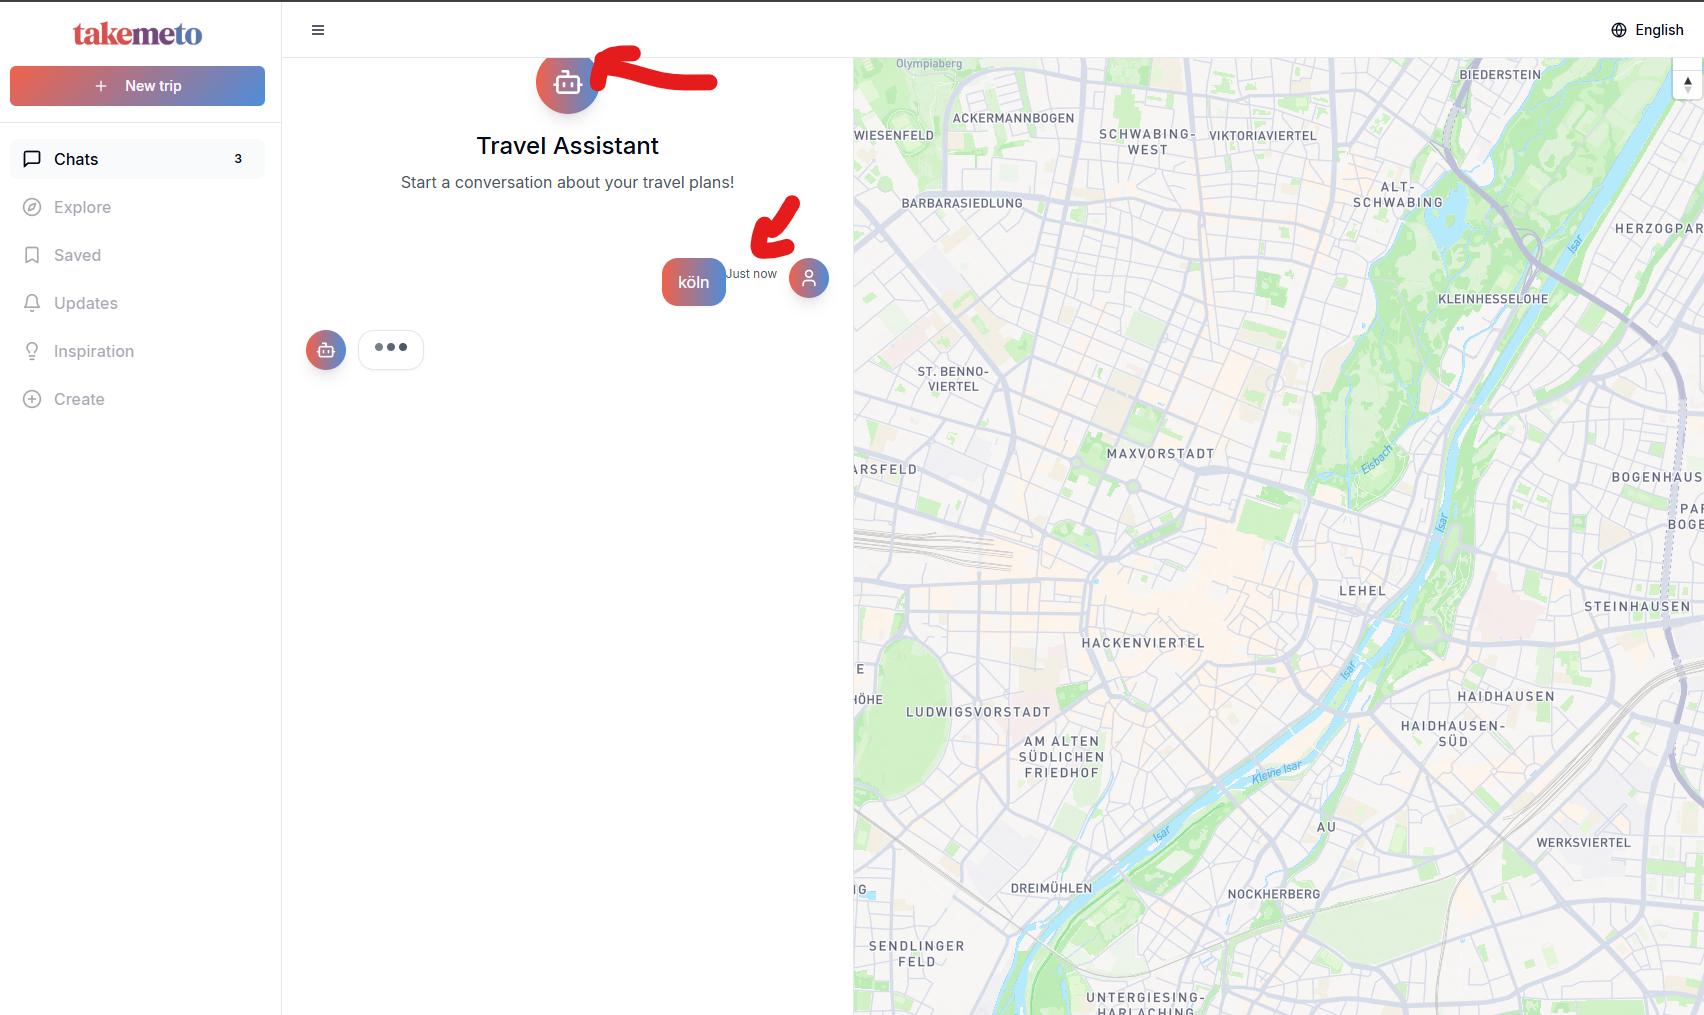 takemeto
English
New trip
Chats 3
Explore
Saved
Updates
Inspiration
Create
Travel Assistant
Start a conversation about your travel plans!
köln
Just now
Olympiaberg
BIEDERSTEIN
ACKERMANNBOGEN
WIESENFELD
SCHWABING-
WEST
VIKTORIAVIERTEL
ALT-
SCHWABING
BARBARASIEDLUNG
HERZOGPAR
Isar
KLEINHESSELOHE
ST. BENNO-
VIERTEL
MAXVORSTADT
Eisbach
ARSFELD
BOGENHAUS
PAR
BOGE
Isar
LEHEL
STEINHAUSEN
HACKENVIERTEL
E
HÖHE
Isar
HAIDHAUSEN
LUDWIGSVORSTADT
HAIDHAUSEN-
SÜD
AM ALTEN
SÜDLICHEN
FRIEDHOF
Kleine Isar
Isar
AU
WERKSVIERTEL
IG
DREIMÜHLEN
NOCKHERBERG
SENDLINGER
FELD
UNTERGIESING-
HARLACHING